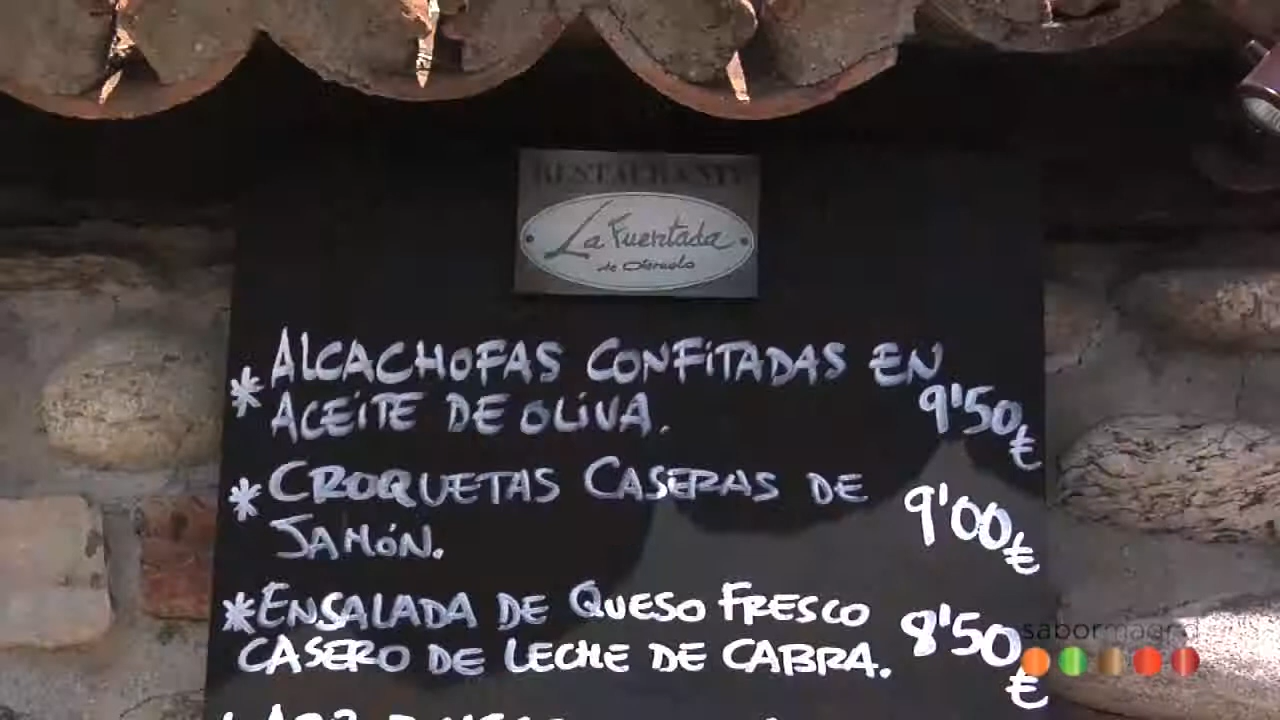 RESTAURANTE
La Fuentada
* ALCACHOFAS CONFITADAS EN
ACEITE DE OLIVA.
9'50€
* CROQUETAS CASERAS DE
JAMÓN.
9'00€
* ENSALADA DE QUESO FRESCO
CASERO DE LECHE DE CABRA.
8'50€